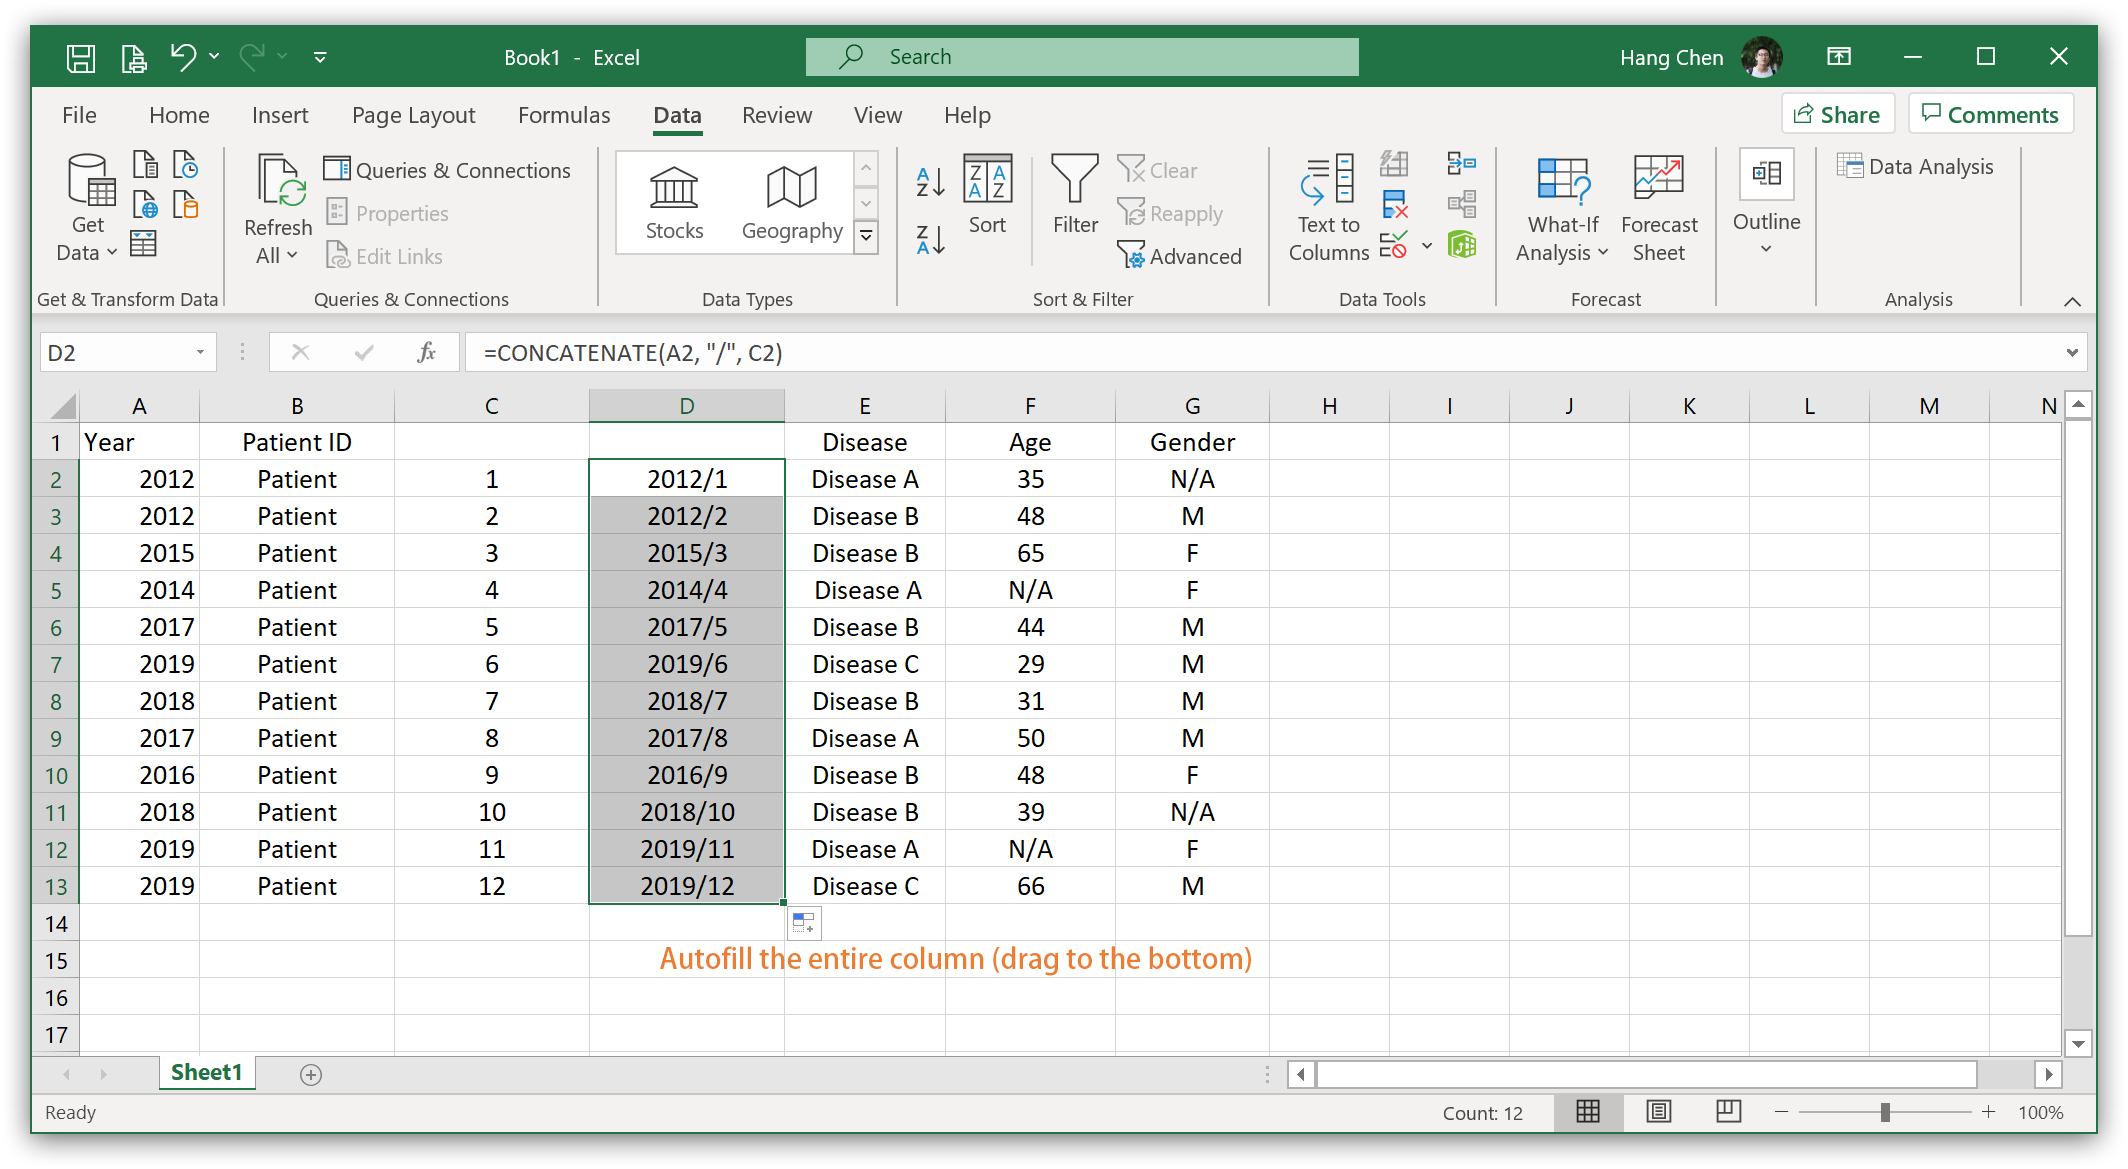 Book1 - Excel
Search
Hang Chen
File Home Insert Page Layout Formulas Data Review View Help
Share Comments
Get Data
Refresh All
Queries & Connections
Properties
Edit Links
Stocks
Geography
Sort
Filter
Clear
Reapply
Advanced
Text to Columns
What-If Analysis
Forecast Sheet
Outline
Data Analysis
Get & Transform Data Queries & Connections Data Types Sort & Filter Data Tools Forecast Analysis
D2 fx =CONCATENATE(A2, "/", C2)
A B C D E F G H I J K L M N
1 Year Patient ID Disease Age Gender
2 2012 Patient 1 2012/1 Disease A 35 N/A
3 2012 Patient 2 2012/2 Disease B 48 M
4 2015 Patient 3 2015/3 Disease B 65 F
5 2014 Patient 4 2014/4 Disease A N/A F
6 2017 Patient 5 2017/5 Disease B 44 M
7 2019 Patient 6 2019/6 Disease C 29 M
8 2018 Patient 7 2018/7 Disease B 31 M
9 2017 Patient 8 2017/8 Disease A 50 M
10 2016 Patient 9 2016/9 Disease B 48 F
11 2018 Patient 10 2018/10 Disease B 39 N/A
12 2019 Patient 11 2019/11 Disease A N/A F
13 2019 Patient 12 2019/12 Disease C 66 M
14
15 Autofill the entire column (drag to the bottom)
16
17
Sheet1
Ready Count: 12 100%